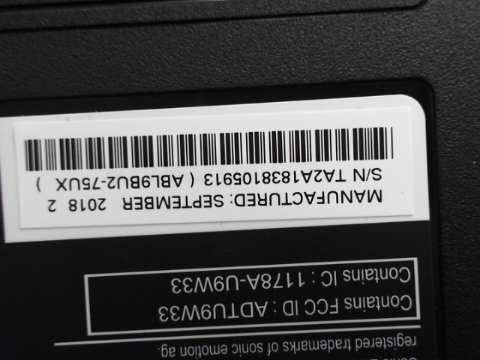 registered trademarks of sonic emotion ag.
Contains FCC ID : ADTU9W33
Contains IC : 1178A-U9W33
MANUFACTURED: SEPTEMBER 2018 2
S/N TA2A1838105913 ( ABL9BU2-75UX )